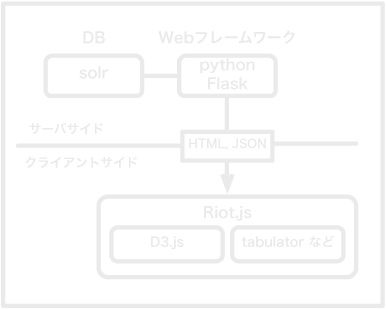 DB
Webフレームワーク
solr
python
Flask
サーバサイド
HTML, JSON
クライアントサイド
Riot.js
D3.js
tabulator など